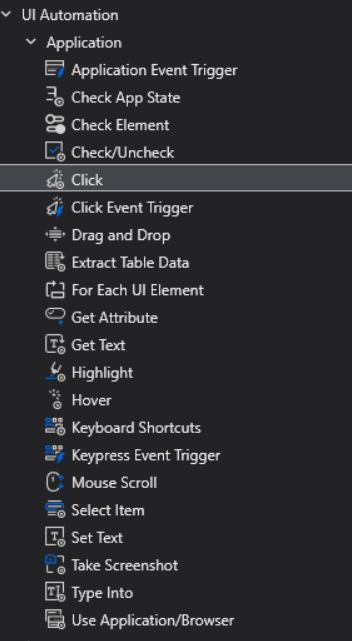 UI Automation
Application
Application Event Trigger
Check App State
Check Element
Check/Uncheck
Click
Click Event Trigger
Drag and Drop
Extract Table Data
For Each UI Element
Get Attribute
Get Text
Highlight
Hover
Keyboard Shortcuts
Keypress Event Trigger
Mouse Scroll
Select Item
Set Text
Take Screenshot
Type Into
Use Application/Browser